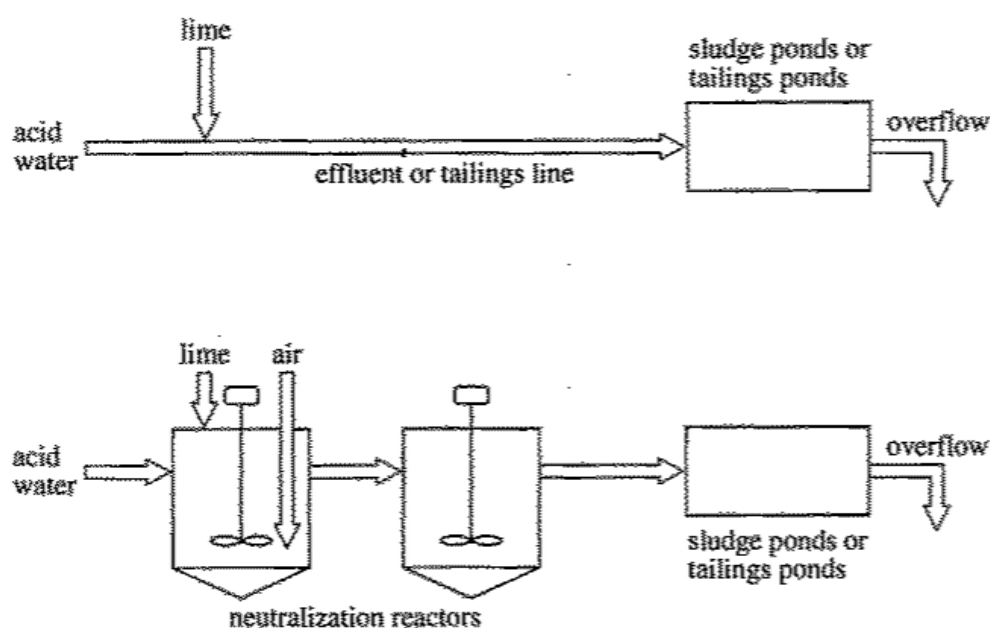 lime
sludge ponds or
tailings ponds
acid
water
overflow
effluent or tailings line
lime
air
acid
water
overflow
sludge ponds or
tailings ponds
neutralization reactors